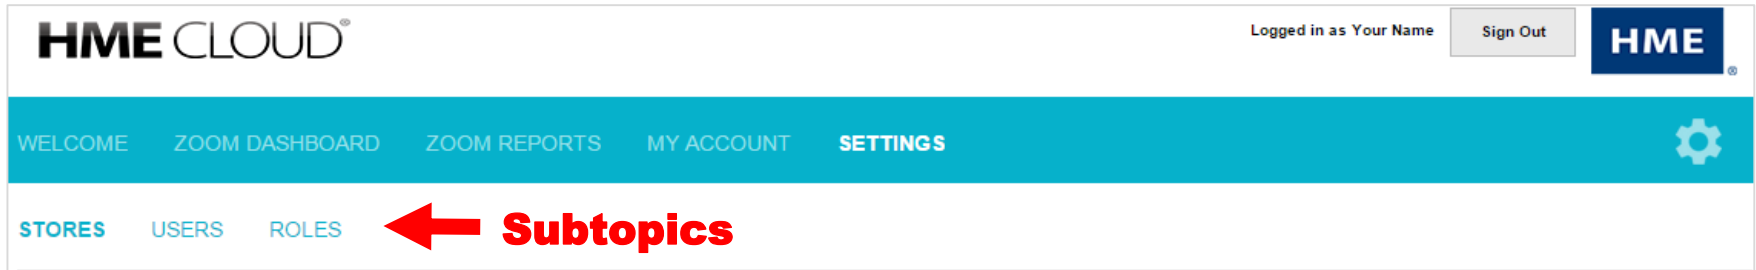 HME CLOUD®
Logged in as Your Name
Sign Out
HME®
WELCOME ZOOM DASHBOARD ZOOM REPORTS MY ACCOUNT SETTINGS
STORES USERS ROLES
Subtopics